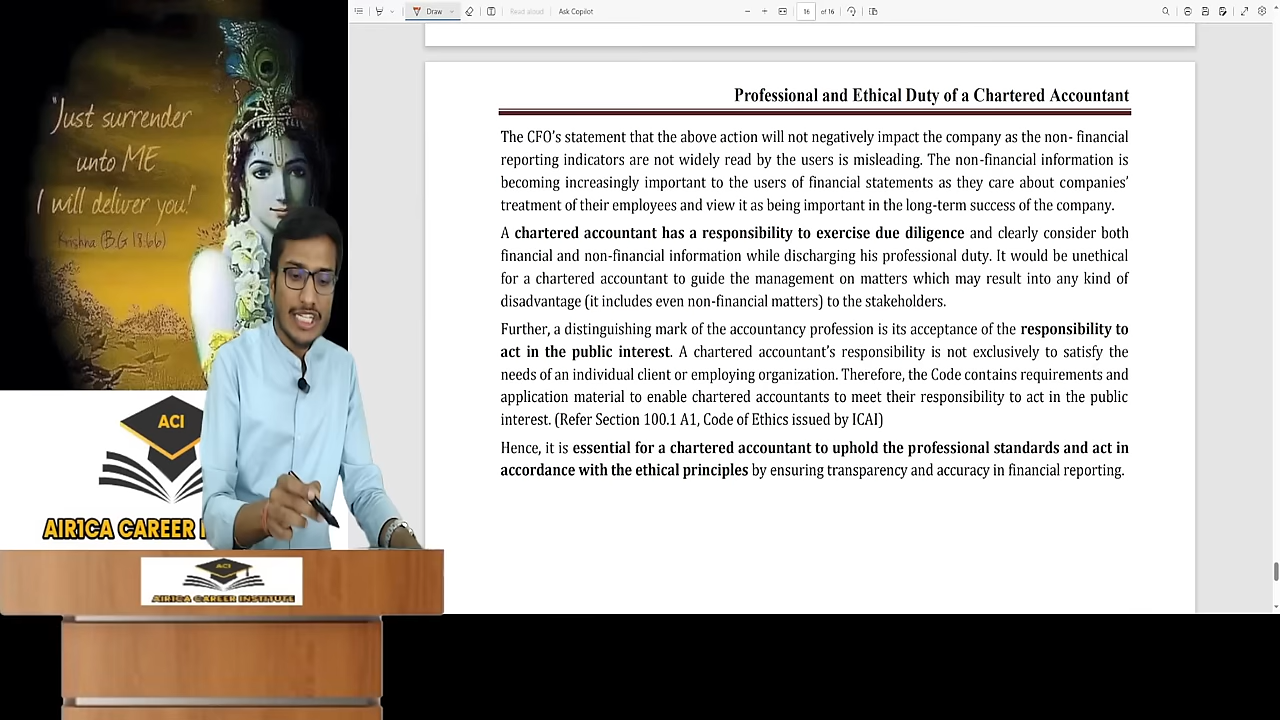 "Just surrender
unto ME
I will deliver you!"
- Krishna (B.G 18:66)
ACI
AIR1CA CAREER I
ACI
AIR1CA CAREER INSTITUTE
Draw
Read aloud
Ask Copilot
16
of 16
Professional and Ethical Duty of a Chartered Accountant
The CFO's statement that the above action will not negatively impact the company as the non- financial
reporting indicators are not widely read by the users is misleading. The non-financial information is
becoming increasingly important to the users of financial statements as they care about companies'
treatment of their employees and view it as being important in the long-term success of the company.
A chartered accountant has a responsibility to exercise due diligence and clearly consider both
financial and non-financial information while discharging his professional duty. It would be unethical
for a chartered accountant to guide the management on matters which may result into any kind of
disadvantage (it includes even non-financial matters) to the stakeholders.
Further, a distinguishing mark of the accountancy profession is its acceptance of the responsibility to
act in the public interest. A chartered accountant's responsibility is not exclusively to satisfy the
needs of an individual client or employing organization. Therefore, the Code contains requirements and
application material to enable chartered accountants to meet their responsibility to act in the public
interest. (Refer Section 100.1 A1, Code of Ethics issued by ICAI)
Hence, it is essential for a chartered accountant to uphold the professional standards and act in
accordance with the ethical principles by ensuring transparency and accuracy in financial reporting.